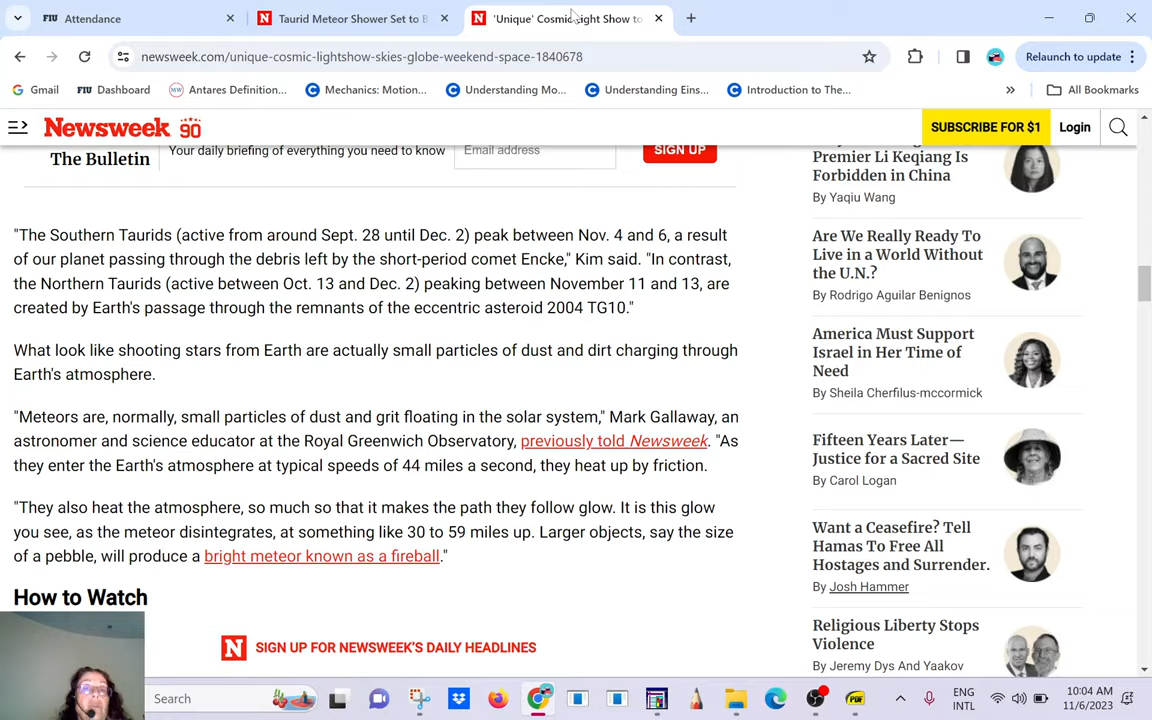 Attendance
Taurid Meteor Shower Set to B
'Unique' Cosmic Light Show to
newsweek.com/unique-cosmic-lightshow-skies-globe-weekend-space-1840678
Relaunch to update
Gmail
FIU Dashboard
Antares Definition...
Mechanics: Motion...
Understanding Mo...
Understanding Eins...
Introduction to The...
»
All Bookmarks
Newsweek 90
SUBSCRIBE FOR $1
Login
The Bulletin
Your daily briefing of everything you need to know
Email address
SIGN UP
"The Southern Taurids (active from around Sept. 28 until Dec. 2) peak between Nov. 4 and 6, a result
of our planet passing through the debris left by the short-period comet Encke," Kim said. "In contrast,
the Northern Taurids (active between Oct. 13 and Dec. 2) peaking between November 11 and 13, are
created by Earth's passage through the remnants of the eccentric asteroid 2004 TG10."
What look like shooting stars from Earth are actually small particles of dust and dirt charging through
Earth's atmosphere.
"Meteors are, normally, small particles of dust and grit floating in the solar system," Mark Gallaway, an
astronomer and science educator at the Royal Greenwich Observatory, previously told Newsweek. "As
they enter the Earth's atmosphere at typical speeds of 44 miles a second, they heat up by friction.
"They also heat the atmosphere, so much so that it makes the path they follow glow. It is this glow
you see, as the meteor disintegrates, at something like 30 to 59 miles up. Larger objects, say the size
of a pebble, will produce a bright meteor known as a fireball."
How to Watch
N SIGN UP FOR NEWSWEEK'S DAILY HEADLINES
Premier Li Keqiang Is
Forbidden in China
By Yaqiu Wang
Are We Really Ready To
Live in a World Without
the U.N.?
By Rodrigo Aguilar Benignos
America Must Support
Israel in Her Time of
Need
By Sheila Cherfilus-mccormick
Fifteen Years Later—
Justice for a Sacred Site
By Carol Logan
Want a Ceasefire? Tell
Hamas To Free All
Hostages and Surrender.
By Josh Hammer
Religious Liberty Stops
Violence
By Jeremy Dys And Yaakov
Search
ENG
INTL
10:04 AM
11/6/2023